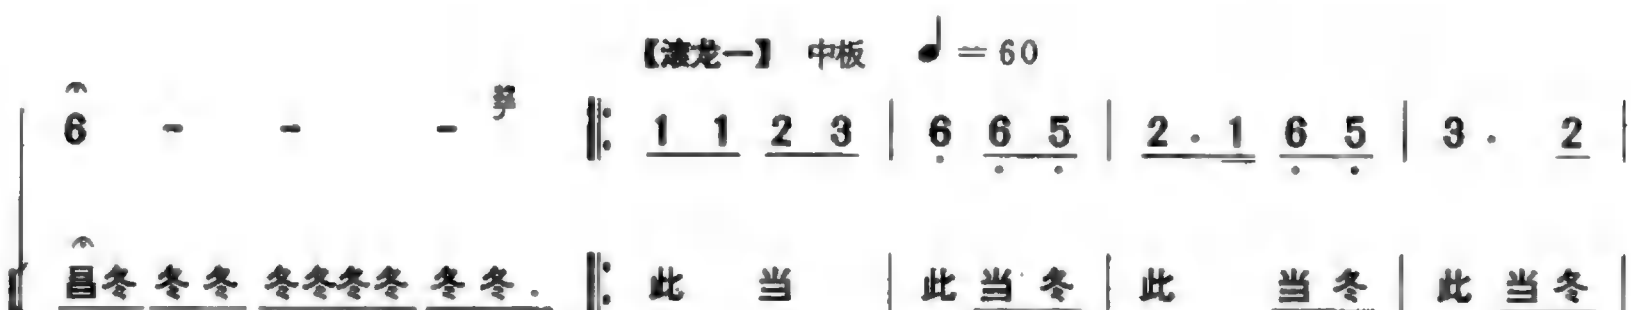 【滚龙一】 中板 ♩=60
6 - - - | 1 1 2 3 | 6 6 5 | 2 . 1 6 5 | 3 . 2 |
昌冬 冬冬 冬冬冬冬 冬冬. 此 当 | 此 当冬 | 此 当冬 | 此 当冬 |